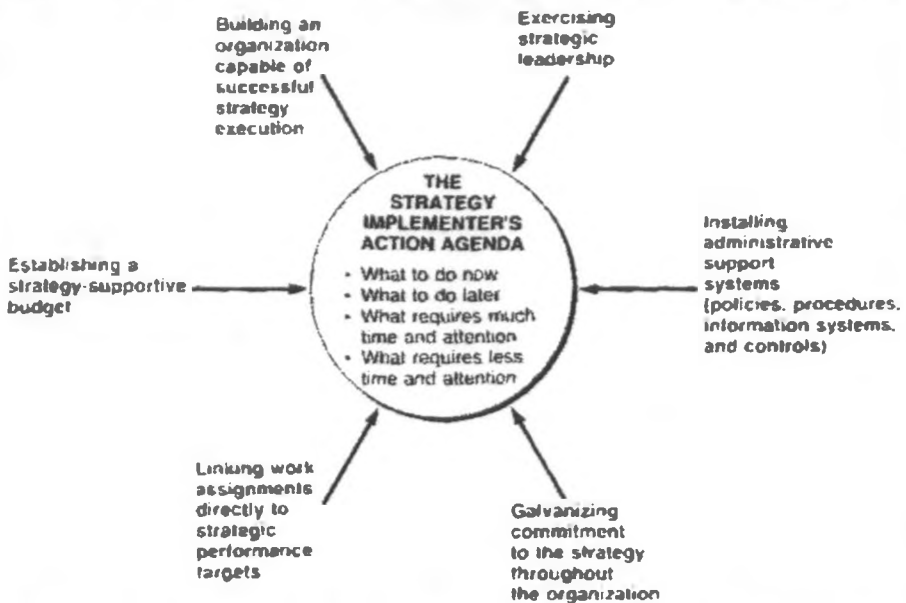 Building an
organization
capable of
successful
strategy
execution
Exercising
strategic
leadership
THE
STRATEGY
IMPLEMENTER'S
ACTION AGENDA
• What to do now
• What to do later
• What requires much
time and attention
• What requires less
time and attention
Establishing a
strategy-supportive
budget
Installing
administrative
support
systems
(policies, procedures,
information systems,
and controls)
Linking work
assignments
directly to
strategic
performance
targets
Galvanizing
commitment
to the strategy
throughout
the organization